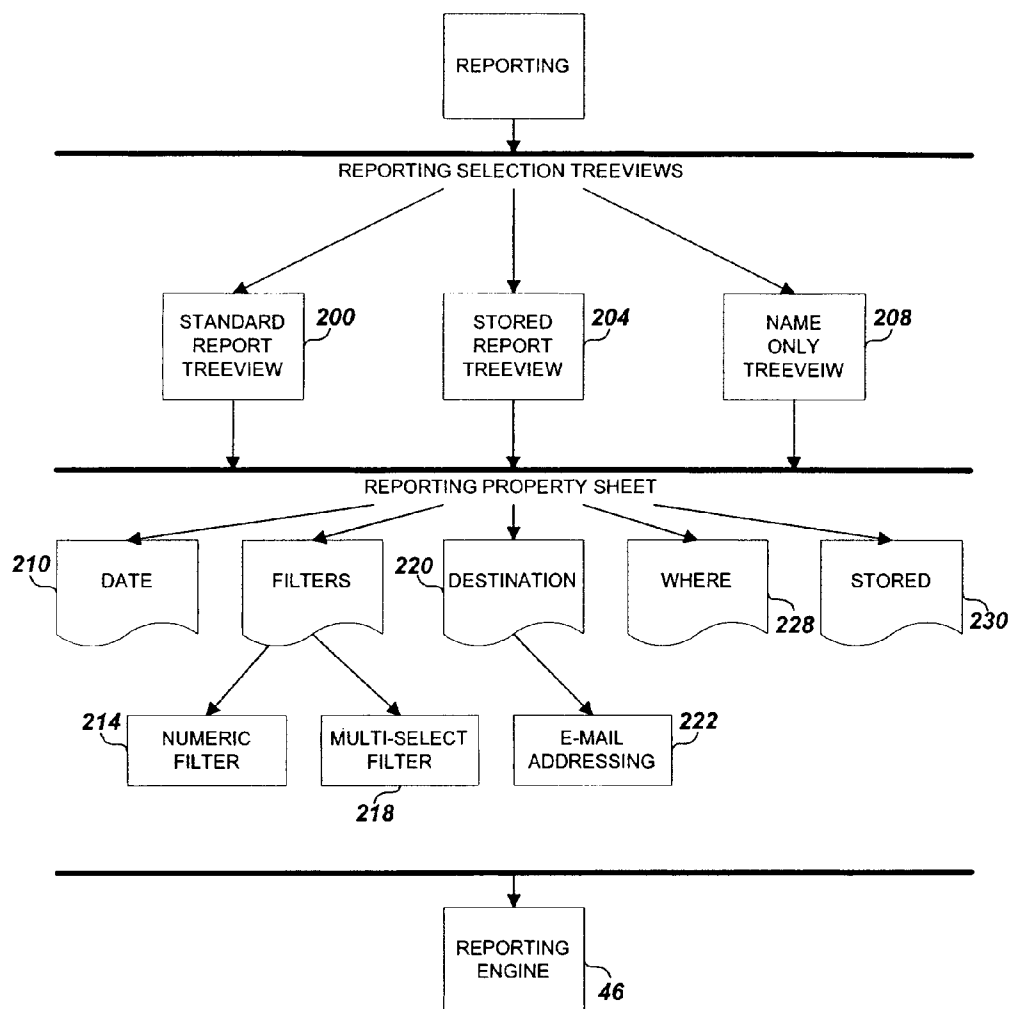 REPORTING
REPORTING SELECTION TREEVIEWS
STANDARD
REPORT
TREEVIEW
200
STORED
REPORT
TREEVIEW
204
NAME
ONLY
TREEVEIW
208
REPORTING PROPERTY SHEET
210
DATE
FILTERS
220
DESTINATION
WHERE
228
STORED
230
214
NUMERIC
FILTER
MULTI-SELECT
FILTER
218
E-MAIL
ADDRESSING
222
REPORTING
ENGINE
46